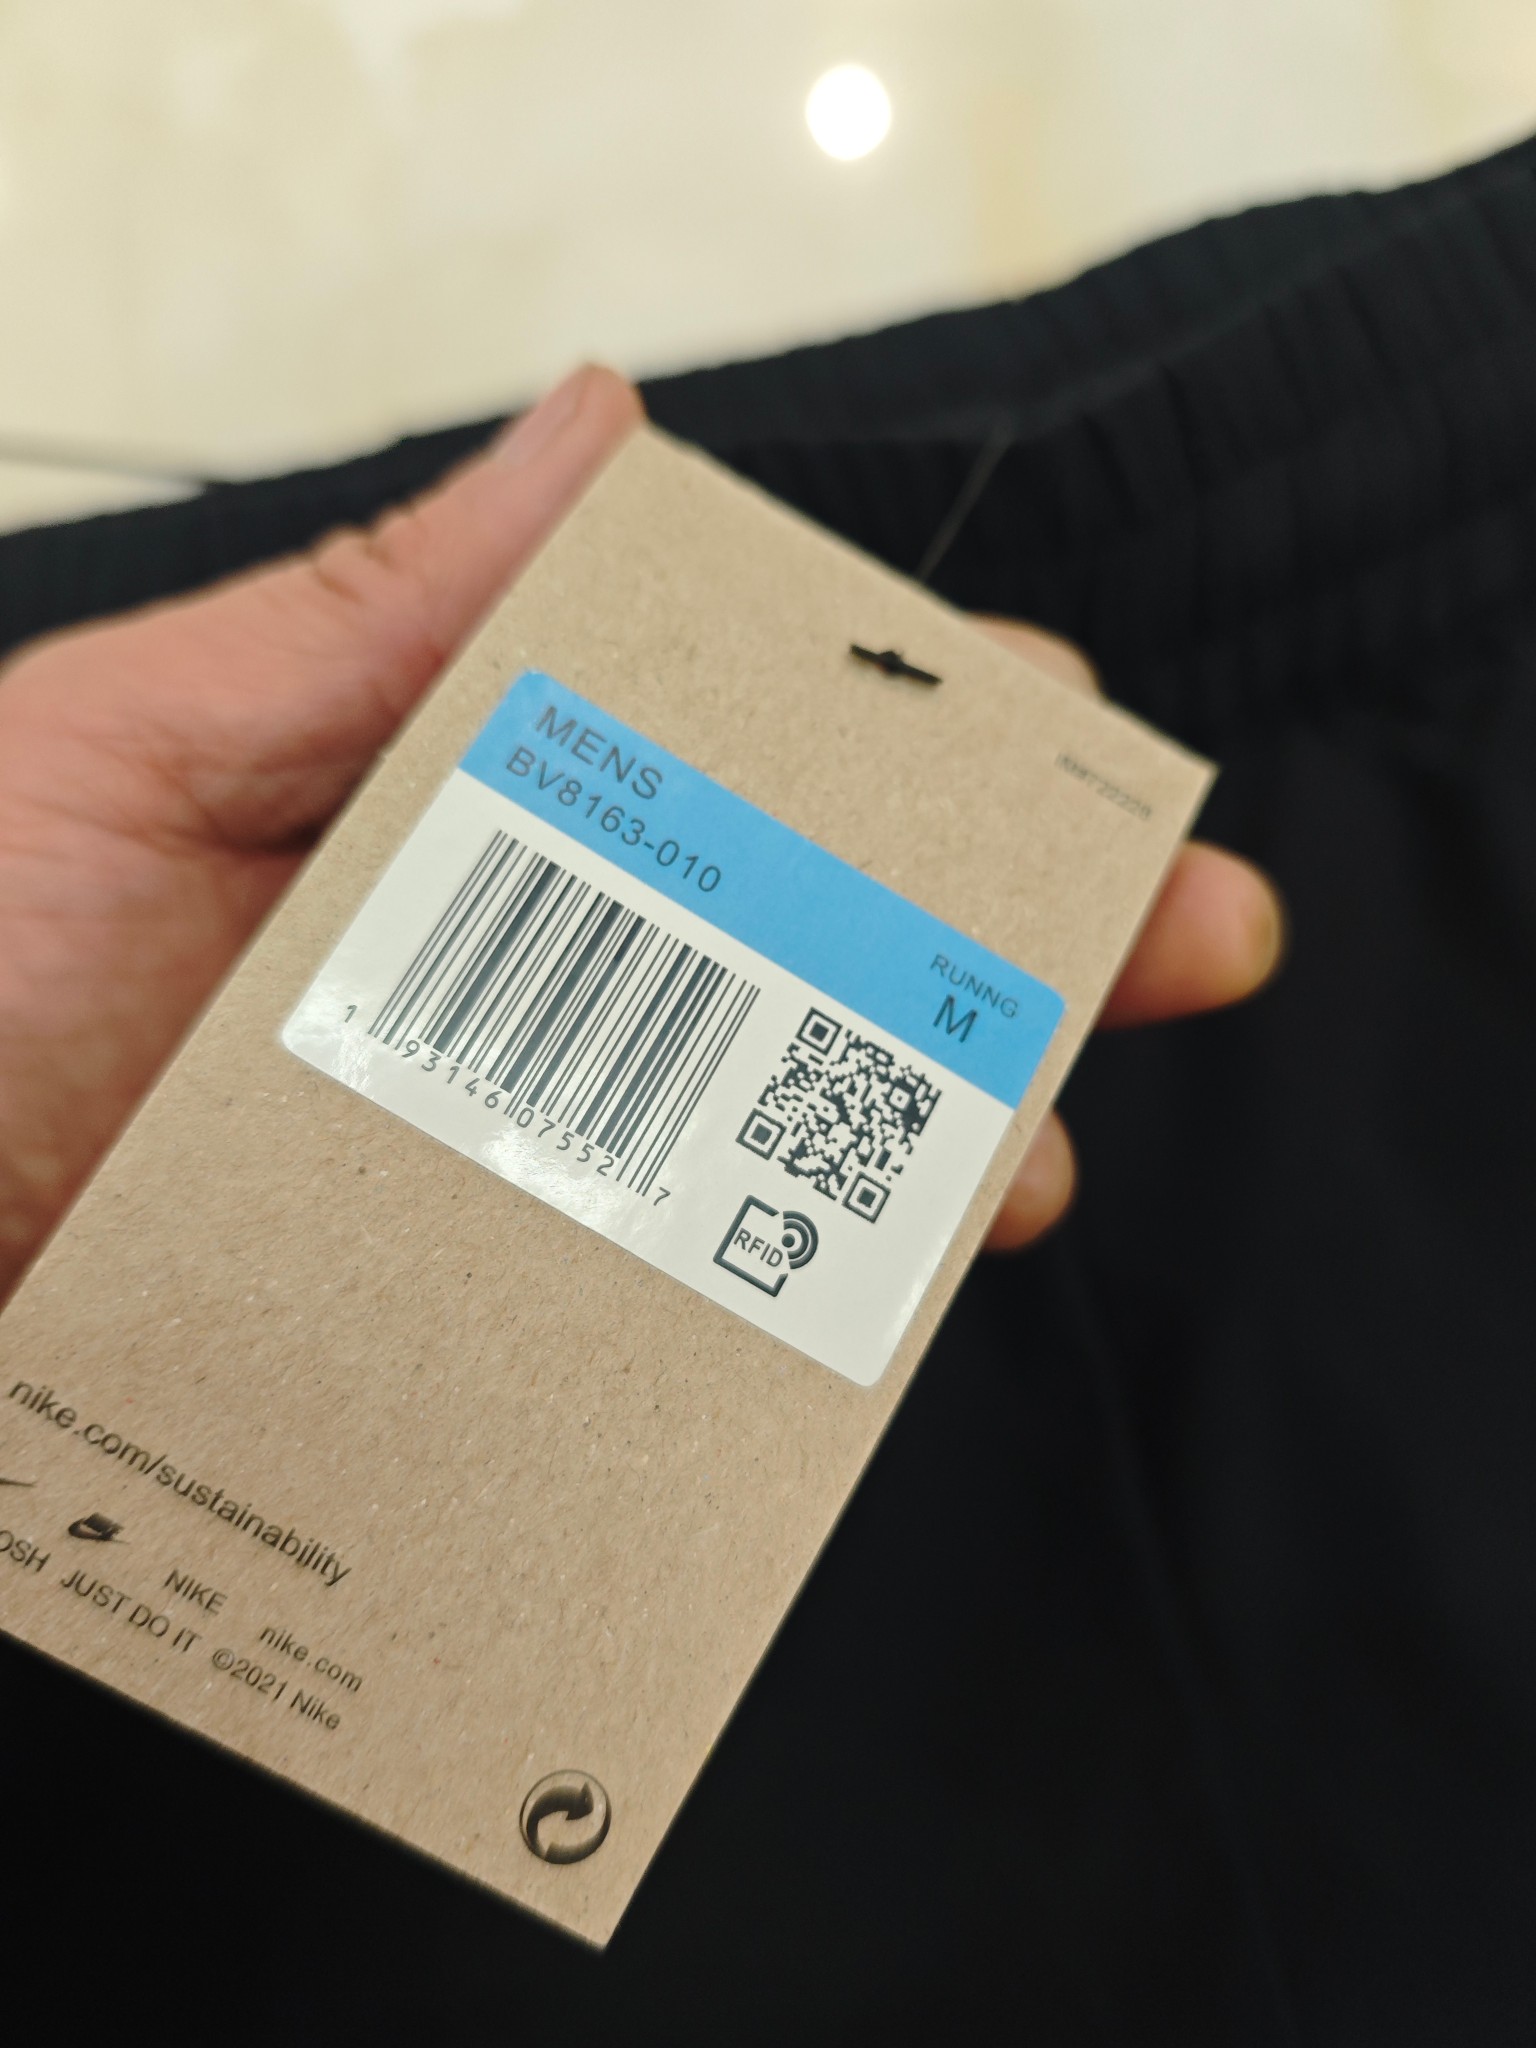 MENS
BV8163-010
RUNNG
M
1 93146 07552 7
RFID
nike.com/sustainability
NIKE nike.com
JUST DO IT ©2021 Nike